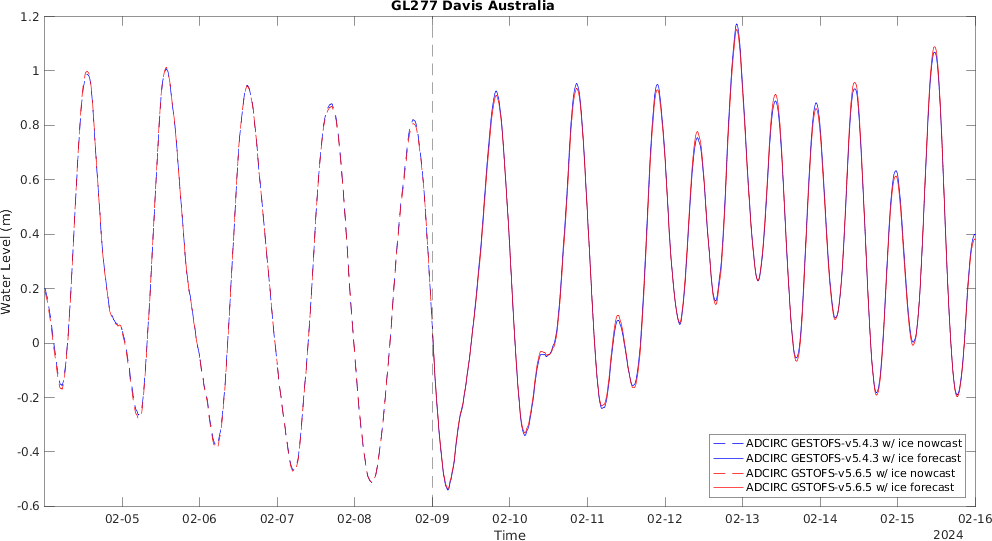 GL277 Davis Australia
Water Level (m)
1.2
1
0.8
0.6
0.4
0.2
0
-0.2
-0.4
-0.6
ADCIRC GESTOFS-v5.4.3 w/ ice nowcast
ADCIRC GESTOFS-v5.4.3 w/ ice forecast
ADCIRC GSTOFS-v5.6.5 w/ ice nowcast
ADCIRC GSTOFS-v5.6.5 w/ ice forecast
02-05 02-06 02-07 02-08 02-09 02-10 02-11 02-12 02-13 02-14 02-15 02-16
Time
2024